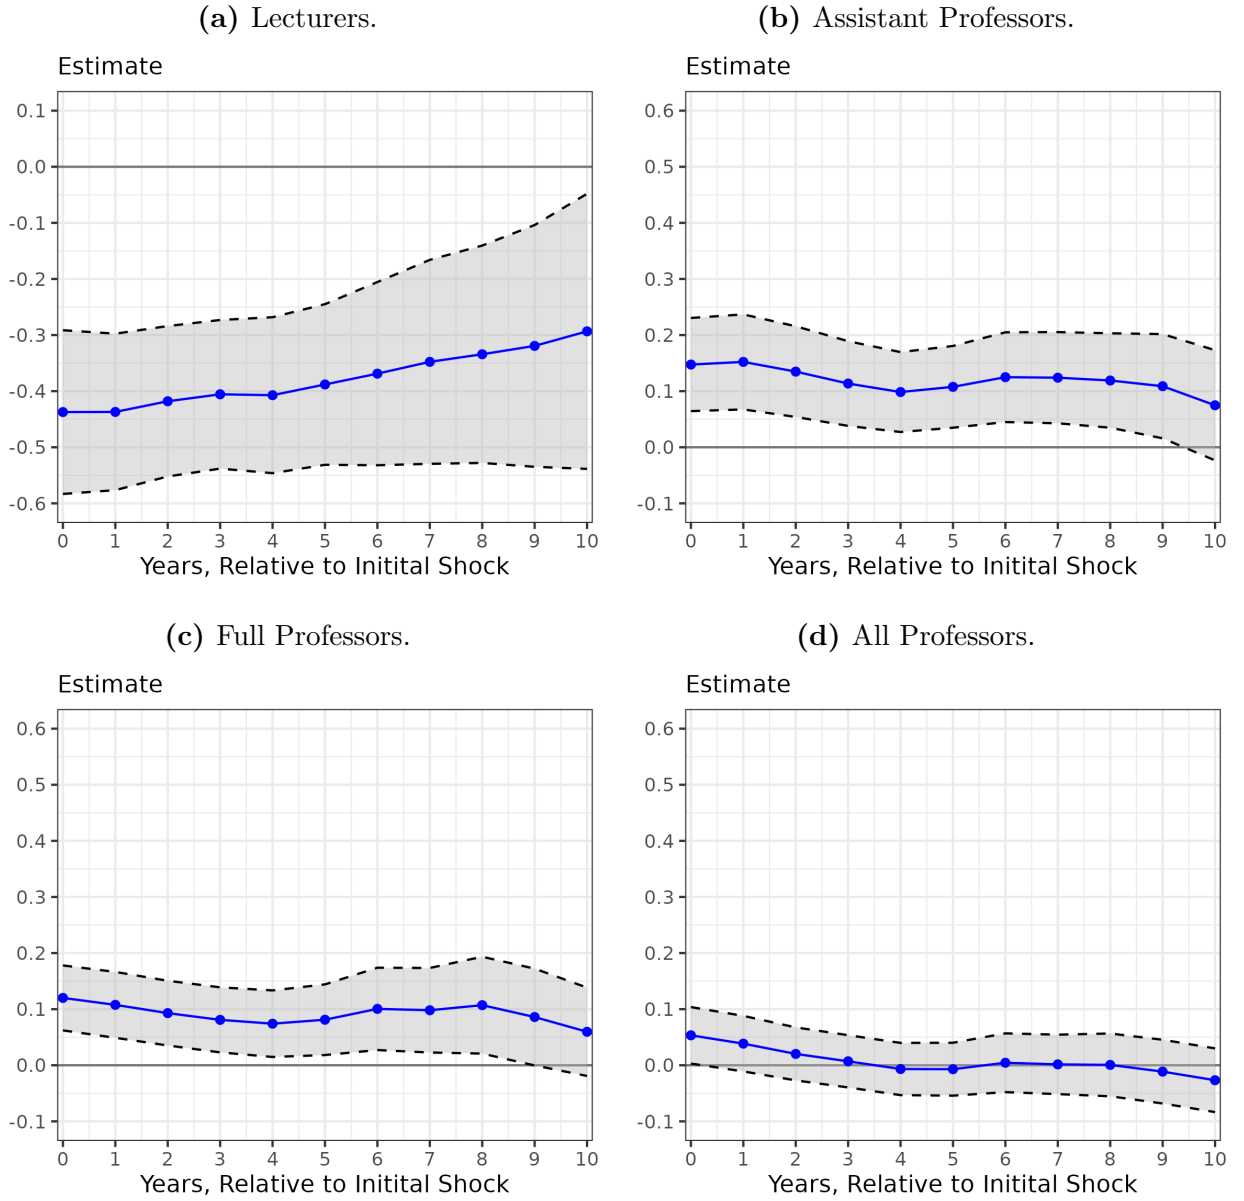 (a) Lecturers.
Estimate
0.1
0.0
-0.1
-0.2
-0.3
-0.4
-0.5
-0.6
0 1 2 3 4 5 6 7 8 9 10
Years, Relative to Initital Shock
(b) Assistant Professors.
Estimate
0.6
0.5
0.4
0.3
0.2
0.1
0.0
-0.1
0 1 2 3 4 5 6 7 8 9 10
Years, Relative to Initital Shock
(c) Full Professors.
Estimate
0.6
0.5
0.4
0.3
0.2
0.1
0.0
-0.1
0 1 2 3 4 5 6 7 8 9 10
Years, Relative to Initital Shock
(d) All Professors.
Estimate
0.6
0.5
0.4
0.3
0.2
0.1
0.0
-0.1
0 1 2 3 4 5 6 7 8 9 10
Years, Relative to Initital Shock